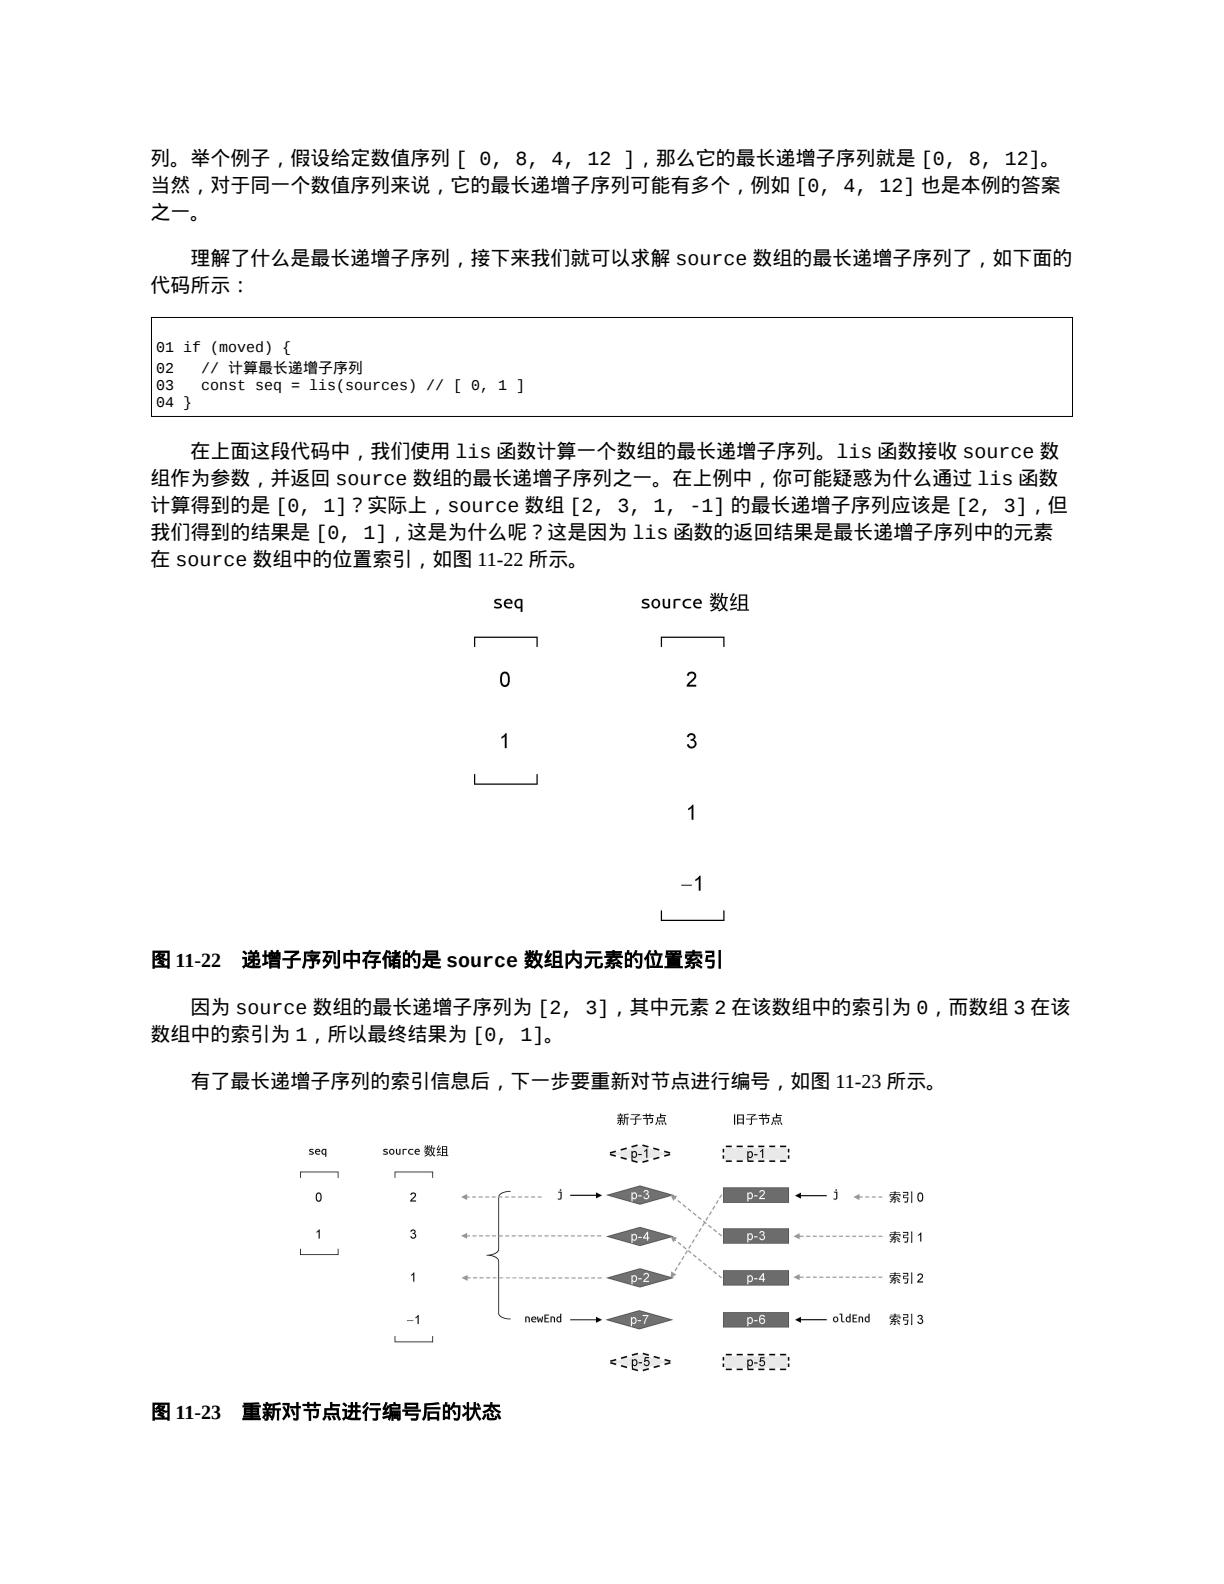 列。举个例子，假设给定数值序列 [ 0, 8, 4, 12 ]，那么它的最长递增子序列就是 [0, 8, 12]。
当然，对于同一个数值序列来说，它的最长递增子序列可能有多个，例如 [0, 4, 12] 也是本例的答案
之一。
理解了什么是最长递增子序列，接下来我们就可以求解 source 数组的最长递增子序列了，如下面的
代码所示：
01 if (moved) {
02   // 计算最长递增子序列
03   const seq = lis(sources) // [ 0, 1 ]
04 }
在上面这段代码中，我们使用 lis 函数计算一个数组的最长递增子序列。lis 函数接收 source 数
组作为参数，并返回 source 数组的最长递增子序列之一。在上例中，你可能疑惑为什么通过 lis 函数
计算得到的是 [0, 1]？实际上，source 数组 [2, 3, 1, -1] 的最长递增子序列应该是 [2, 3]，但
我们得到的结果是 [0, 1]，这是为什么呢？这是因为 lis 函数的返回结果是最长递增子序列中的元素
在 source 数组中的位置索引，如图 11-22 所示。
seq source 数组
0 2
1 3
1
–1
图 11-22 递增子序列中存储的是 source 数组内元素的位置索引
因为 source 数组的最长递增子序列为 [2, 3]，其中元素 2 在该数组中的索引为 0，而数组 3 在该
数组中的索引为 1，所以最终结果为 [0, 1]。
有了最长递增子序列的索引信息后，下一步要重新对节点进行编号，如图 11-23 所示。
新子节点 旧子节点
seq source 数组 p-1 p-1
0 2 j p-3 p-2 j 索引 0
1 3 p-4 p-3 索引 1
1 p-2 p-4 索引 2
–1 newEnd p-7 p-6 oldEnd 索引 3
p-5 p-5
图 11-23 重新对节点进行编号后的状态